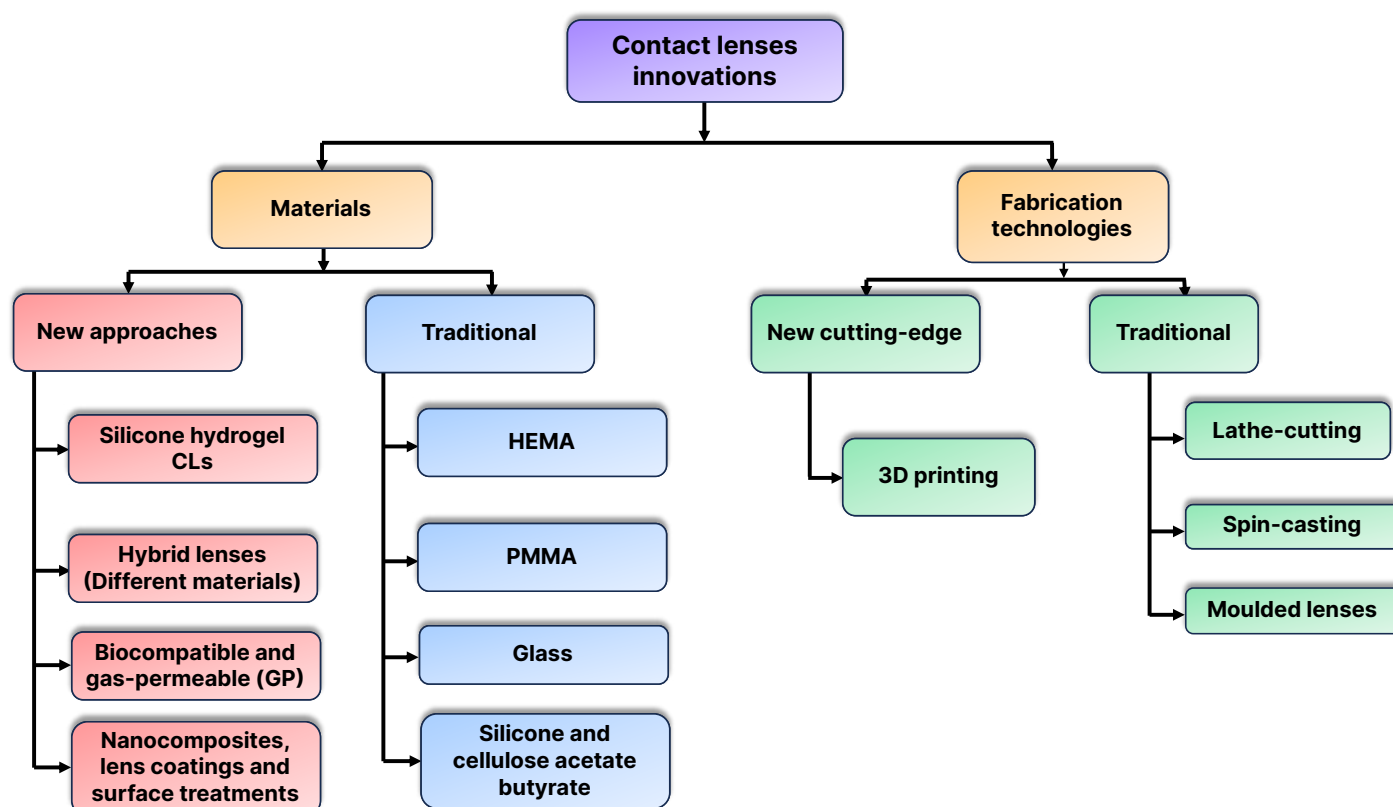 Contact lenses
innovations
Materials
Fabrication
technologies
New approaches
Traditional
New cutting-edge
Traditional
Silicone hydrogel
CLs
Hybrid lenses
(Different materials)
Biocompatible and
gas-permeable (GP)
Nanocomposites,
lens coatings and
surface treatments
HEMA
PMMA
Glass
Silicone and
cellulose acetate
butyrate
3D printing
Lathe-cutting
Spin-casting
Moulded lenses